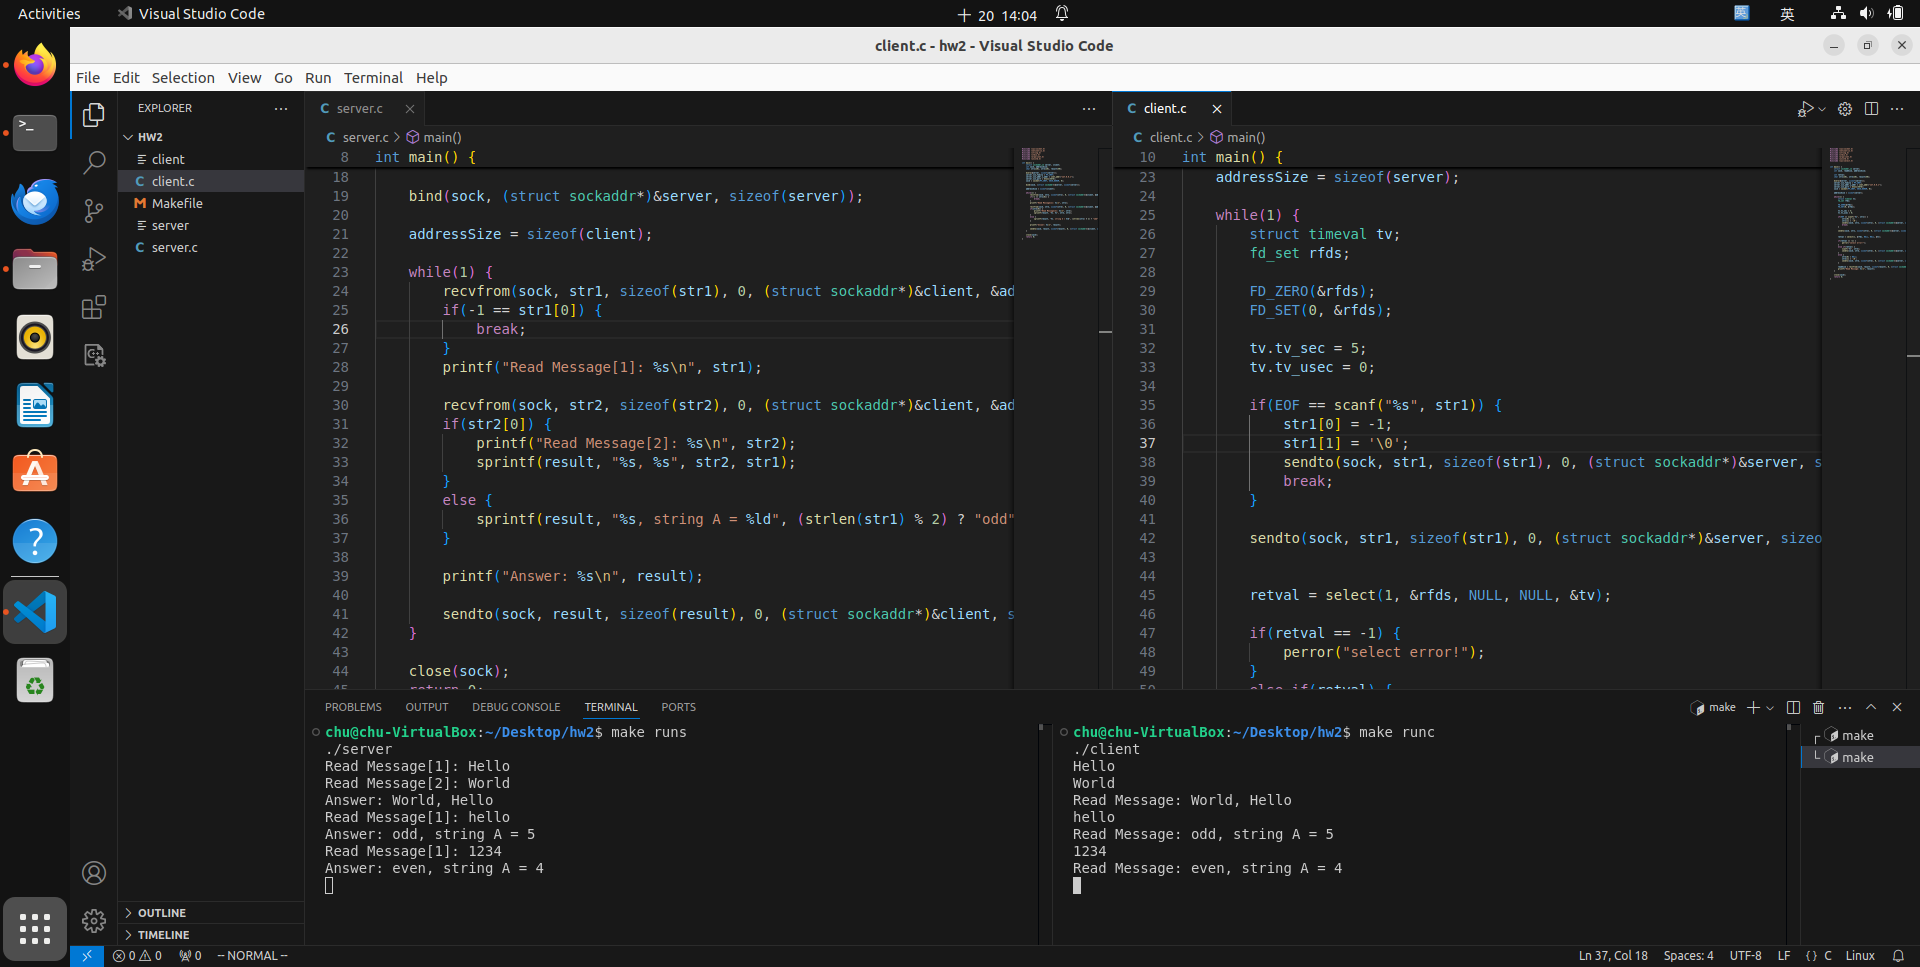 Activities
Visual Studio Code
20 14:04
英
英
client.c - hw2 - Visual Studio Code
File Edit Selection View Go Run Terminal Help
EXPLORER
HW2
client
C client.c
M Makefile
server
C server.c
OUTLINE
TIMELINE
C server.c
C server.c > main()
8 int main() {
18
19 bind(sock, (struct sockaddr*)&server, sizeof(server));
20
21 addressSize = sizeof(client);
22
23 while(1) {
24 recvfrom(sock, str1, sizeof(str1), 0, (struct sockaddr*)&client, &ad
25 if(-1 == str1[0]) {
26 break;
27 }
28 printf("Read Message[1]: %s\n", str1);
29
30 recvfrom(sock, str2, sizeof(str2), 0, (struct sockaddr*)&client, &ad
31 if(str2[0]) {
32 printf("Read Message[2]: %s\n", str2);
33 sprintf(result, "%s, %s", str2, str1);
34 }
35 else {
36 sprintf(result, "%s, string A = %ld", (strlen(str1) % 2) ? "odd"
37 }
38
39 printf("Answer: %s\n", result);
40
41 sendto(sock, result, sizeof(result), 0, (struct sockaddr*)&client, s
42 }
43
44 close(sock);
45 return 0;
C client.c
C client.c > main()
10 int main() {
23 addressSize = sizeof(server);
24
25 while(1) {
26 struct timeval tv;
27 fd_set rfds;
28
29 FD_ZERO(&rfds);
30 FD_SET(0, &rfds);
31
32 tv.tv_sec = 5;
33 tv.tv_usec = 0;
34
35 if(EOF == scanf("%s", str1)) {
36 str1[0] = -1;
37 str1[1] = '\0';
38 sendto(sock, str1, sizeof(str1), 0, (struct sockaddr*)&server, s
39 break;
40 }
41
42 sendto(sock, str1, sizeof(str1), 0, (struct sockaddr*)&server, sizeo
43
44
45 retval = select(1, &rfds, NULL, NULL, &tv);
46
47 if(retval == -1) {
48 perror("select error!");
49 }
50 else if(retval) {
PROBLEMS OUTPUT DEBUG CONSOLE TERMINAL PORTS
make
chu@chu-VirtualBox:~/Desktop/hw2$ make runs
./server
Read Message[1]: Hello
Read Message[2]: World
Answer: World, Hello
Read Message[1]: hello
Answer: odd, string A = 5
Read Message[1]: 1234
Answer: even, string A = 4
chu@chu-VirtualBox:~/Desktop/hw2$ make runc
./client
Hello
World
Read Message: World, Hello
hello
Read Message: odd, string A = 5
1234
Read Message: even, string A = 4
make
make
0 0 0 -- NORMAL --
Ln 37, Col 18 Spaces: 4 UTF-8 LF {} C Linux